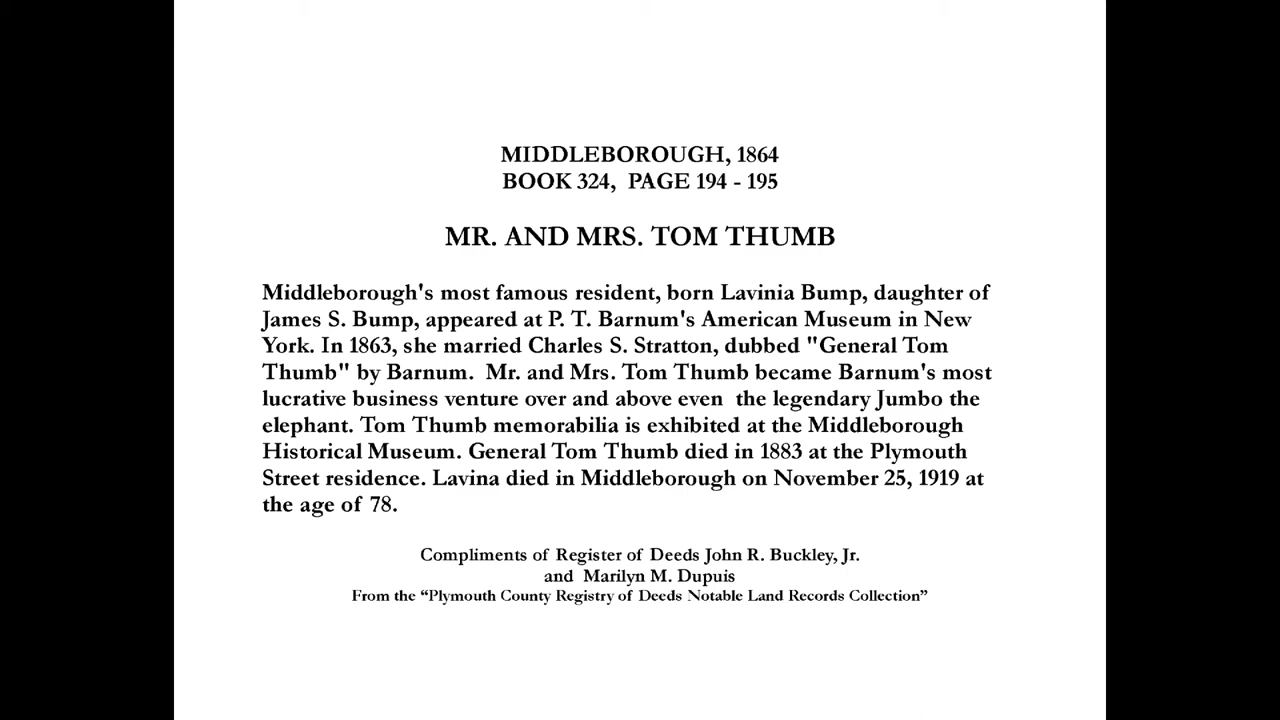 MIDDLEBOROUGH, 1864
BOOK 324, PAGE 194 - 195
MR. AND MRS. TOM THUMB
Middleborough's most famous resident, born Lavinia Bump, daughter of
James S. Bump, appeared at P. T. Barnum's American Museum in New
York. In 1863, she married Charles S. Stratton, dubbed "General Tom
Thumb" by Barnum.  Mr. and Mrs. Tom Thumb became Barnum's most
lucrative business venture over and above even  the legendary Jumbo the
elephant. Tom Thumb memorabilia is exhibited at the Middleborough
Historical Museum. General Tom Thumb died in 1883 at the Plymouth
Street residence. Lavina died in Middleborough on November 25, 1919 at
the age of 78.
Compliments of Register of Deeds John R. Buckley, Jr.
and  Marilyn M. Dupuis
From the “Plymouth County Registry of Deeds Notable Land Records Collection”